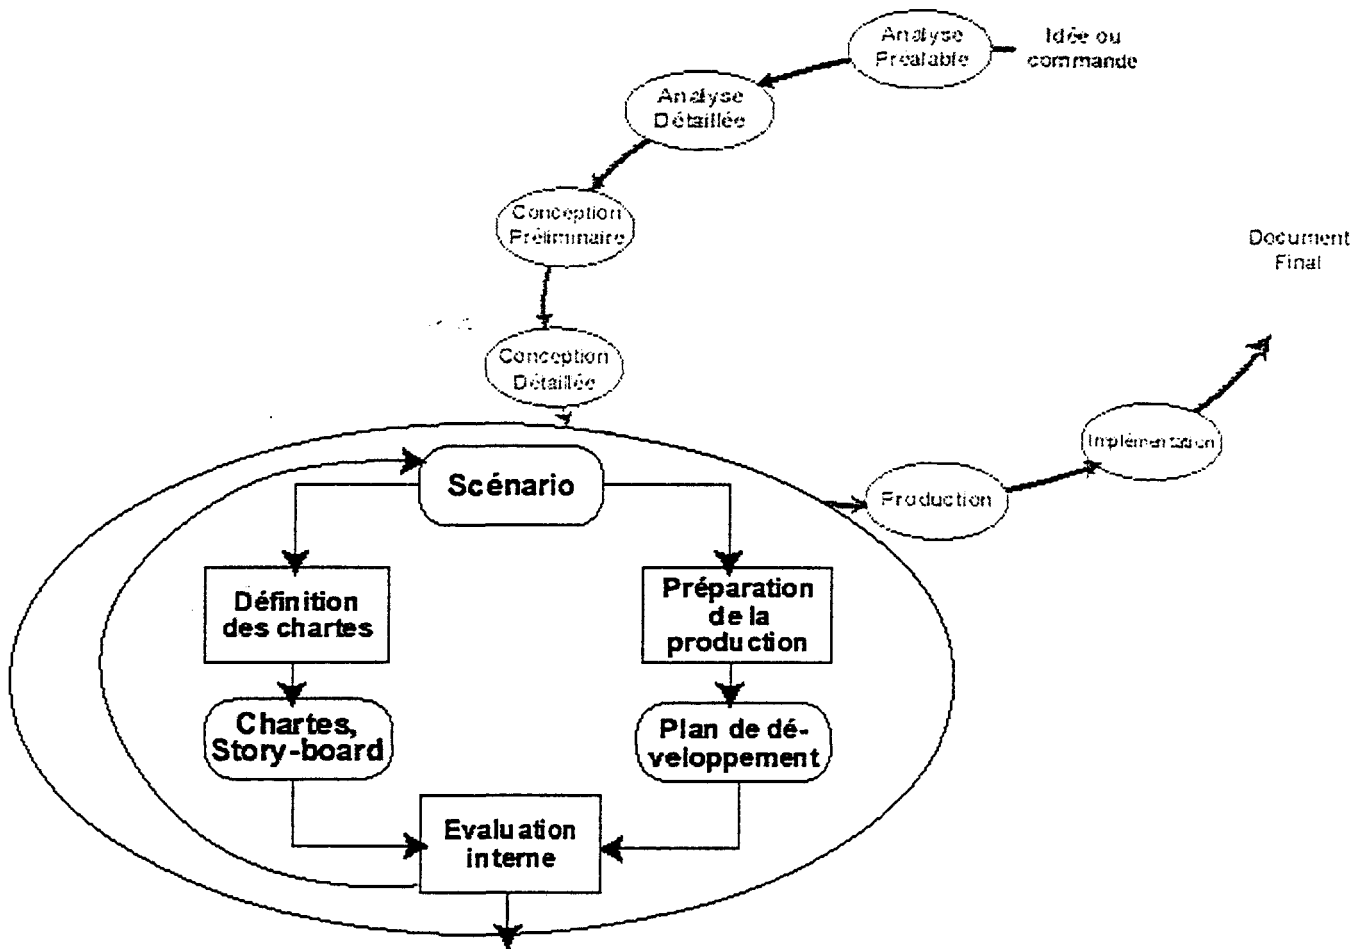 Analyse
Préalable
Idée ou
commande
Analyse
Détaillée
Conception
Préliminaire
Document
Final
Conception
Détaillée
Implémentation
Scénario
Production
Définition
des chartes
Préparation
de la
production
Chartes,
Story-board
Plan de dé-
veloppement
Evaluation
interne